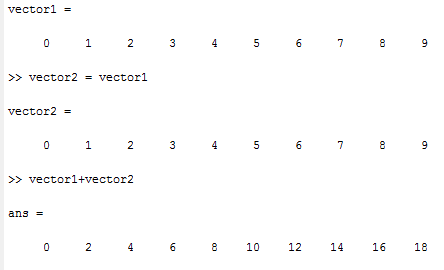 vector1 =
0 1 2 3 4 5 6 7 8 9
>> vector2 = vector1
vector2 =
0 1 2 3 4 5 6 7 8 9
>> vector1+vector2
ans =
0 2 4 6 8 10 12 14 16 18